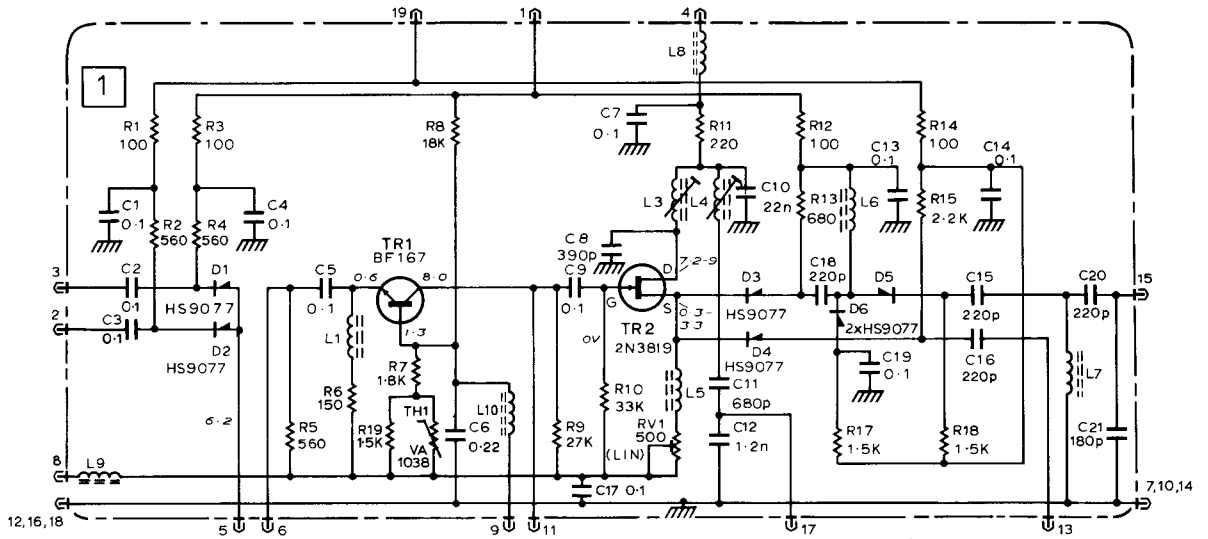 19
1
4
L8
1
R1
100
R3
100
R8
18K
C7
0·1
R11
220
R12
100
R14
100
C13
0·1
C14
0·1
C1
0·1
R2
560
R4
560
C4
0·1
L3
L4
C10
22n
R13
680
L6
R15
2·2K
TR1
BF167
C8
390p
3
C2
0·1
D1
HS9077
C5
0·1
0·6
8·0
C9
0·1
D
7·2-9
G
S
D3
HS9077
C18
220p
D5
C15
220p
C20
220p
15
2
C3
0·1
D2
HS9077
L1
1·3
TR2
2N3819
0V
0·3-
3·3
D6
2xHS9077
D4
HS9077
C16
220p
R7
1·8K
R6
150
C19
0·1
L7
R10
33K
L5
C11
680p
6·2
R5
560
R19
1·5K
TH1
VA
1038
L10
C6
0·22
R9
27K
RV1
500
(LIN)
C12
1·2n
R17
1·5K
R18
1·5K
C21
180p
8
L9
C17 0·1
12,16,18
7,10,14
5
6
9
11
17
13